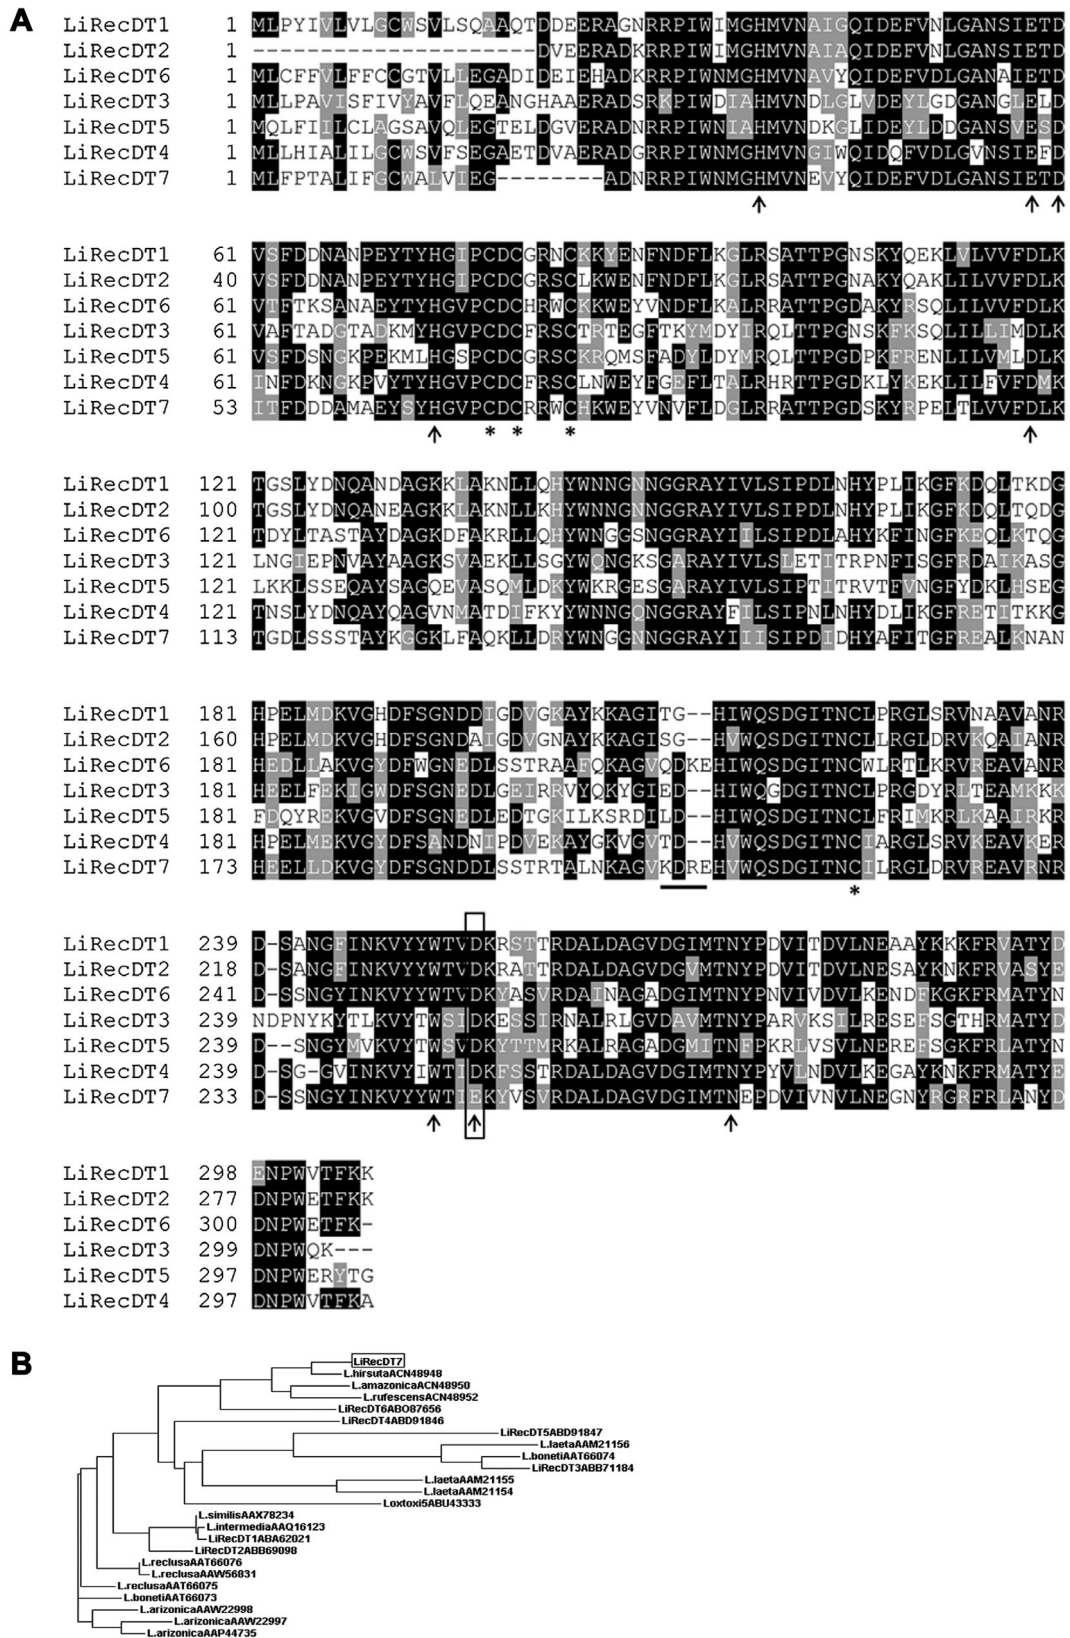 A
LiRecDT1 1 MLPYIVLVLGCWSVLSQAAQTDDEERAGNRRPIWIMGHMVNAIGQIDEFVNLGANSIETD
LiRecDT2 1 ---------------------DVEERADKRRPIWIMGHMVNAIAQIDEFVNLGANSIETD
LiRecDT6 1 MLCFFVLFFCCGTVLLEGADIDEIEHADKRRPIWNMGHMVNAVYQIDEFVDLGANAIETD
LiRecDT3 1 MLLPAVISFIVYAVFLQEANGHAAERADSRKPIWDIAHMVNDLGLVDEYLGDGANGLELD
LiRecDT5 1 MQLFIILCLAGSAVQLEGTELDGVERADNRRPIWNIAHMVNDKGLIDEYLDDGANSVESD
LiRecDT4 1 MLLHIALILGCWSVFSEGAETDVAERADGRRPIWNMGHMVNGIWQIDQFVDLGVNSIEFD
LiRecDT7 1 MLFPTALIFGCWALVIEG--------ADNRRPIWNMGHMVNEVYQIDEFVDLGANSIETD
↑ ↑ ↑
LiRecDT1 61 VSFDDNANPEYTYHGIPCDCGRNCKKYENFNDFLKGLRSATTPGNSKYQEKLVLVVFDLK
LiRecDT2 40 VSFDDNANPEYTYHGIPCDCGRSCLKWENFNDFLKGLRSATTPGNAKYQAKLILVVFDLK
LiRecDT6 61 VTFTKSANAEYTYHGVPCDCHRWCKKWEYVNDFLKALRRATTPGDAKYRSQLILVVFDLK
LiRecDT3 61 VAFTADGTADKMYHGVPCDCFRSCTRTEGFTKYMDYIRQLTTPGNSKFKSQLILLIMDLK
LiRecDT5 61 VSFDSNGKPEKMLHGSPCDCGRSCKRQMSFADYLDYMRQLTTPGDPKFRENLILVMLDLK
LiRecDT4 61 INFDKNGKPVYTYHGVPCDCFRSCLNWEYFGEFLTALRHRTTPGDKLYKEKLILFVFDMK
LiRecDT7 53 ITFDDDAMAEYSYHGVPCDCRRWCHKWEYVNVFLDGLRRATTPGDSKYRPELTLVVFDLK
↑ * * * ↑
LiRecDT1 121 TGSLYDNQANDAGKKLAKNLLQHYWNNGNNGGRAYIVLSIPDLNHYPLIKGFKDQLTKDG
LiRecDT2 100 TGSLYDNQANEAGKKLAKNLLKHYWNNGNNGGRAYIVLSIPDLNHYPLIKGFKDQLTQDG
LiRecDT6 121 TDYLTASTAYDAGKDFAKRLLQHYWNGGSNGGRAYIILSIPDLAHYKFINGFKEQLKTQG
LiRecDT3 121 LNGIEPNVAYAAGKSVAEKLLSGYWQNGKSGARAYIVLSLETITRPNFISGFRDAIKASG
LiRecDT5 121 LKKLSSEQAYSAGQEVASQMLDKYWKRGESGARAYIVLSIPTITRVTFVNGFYDKLHSEG
LiRecDT4 121 TNSLYDNQAYQAGVNMATDIFKYYWNNGQNGGRAYFILSIPNLNHYDLIKGFRETITKKG
LiRecDT7 113 TGDLSSSTAYKGGKLFAQKLLDRYWNGGNNGGRAYIIISIPDIDHYAFITGFREALKNAN
LiRecDT1 181 HPELMDKVGHDFSGNDDIGDVGKAYKKAGITG--HIWQSDGITNCLPRGLSRVNAAVANR
LiRecDT2 160 HPELMDKVGHDFSGNDAIGDVGNAYKKAGISG--HVWQSDGITNCLLRGLDRVKQAIANR
LiRecDT6 181 HEDLLAKVGYDFWGNEDLSSTRAAFQKAGVQDKEHIWQSDGITNCWLRTLKRVREAVANR
LiRecDT3 181 HEELFEKIGWDFSGNEDLGEIRRVYQKYGIED--HIWQGDGITNCLPRGDYRLTEAMKKK
LiRecDT5 181 FDQYREKVGVDFSGNEDLEDTGKILKSRDILD--HIWQSDGITNCLFRIMKRLKAAIRKR
LiRecDT4 181 HPELMEKVGYDFSANDNIPDVEKAYGKVGVTD--HVWQSDGITNCIARGLSRVKEAVKER
LiRecDT7 173 HEELLDKVGYDFSGNDDLSSTRTALNKAGVKDREHVWQSDGITNCILRGLDRVREAVRNR
*
LiRecDT1 239 D-SANGFINKVYYWTVDKRSTTRDALDAGVDGIMTNYPDVITDVLNEAAYKKKFRVATYD
LiRecDT2 218 D-SANGFINKVYYWTVDKRATTRDALDAGVDGVMTNYPDVITDVLNESAYKNKFRVASYE
LiRecDT6 241 D-SSNGYINKVYYWTVDKYASVRDAINAGADGIMTNYPNVIVDVLKENDFKGKFRMATYN
LiRecDT3 239 NDPNYKYTLKVYTWSIDKESSIRNALRLGVDAVMTNYPARVKSILRESEFSGTHRMATYD
LiRecDT5 239 D--SNGYMVKVYTWSVDKYTTMRKALRAGADGMITNFPKRLVSVLNEREFSGKFRLATYN
LiRecDT4 239 D-SG-GVINKVYIWTIDKFSSTRDALDAGVDGIMTNYPYVLNDVLKEGAYKNKFRMATYE
LiRecDT7 233 D-SSNGYINKVYYWTIEKYVSVRDALDAGVDGIMTNEPDVIVNVLNEGNYRGRFRLANYD
↑ ↑ ↑
LiRecDT1 298 ENPWVTFKK
LiRecDT2 277 DNPWETFKK
LiRecDT6 300 DNPWETFK-
LiRecDT3 299 DNPWQK---
LiRecDT5 297 DNPWERYTG
LiRecDT4 297 DNPWVTFKA
B
LiRecDT7
L.hirsutaACN48948
L.amazonicaACN48950
L.rufescensACN48952
LiRecDT6ABO87656
LiRecDT4ABD91846
LiRecDT5ABD91847
L.laetaAAM21156
L.bonetiAAT66074
LiRecDT3ABB71184
L.laetaAAM21155
L.laetaAAM21154
Loxtoxi5ABU43333
L.similisAAX78234
L.intermediaAAQ16123
LiRecDT1ABA62021
LiRecDT2ABB69098
L.reclusaAAT66076
L.reclusaAAW56831
L.reclusaAAT66075
L.bonetiAAT66073
L.arizonicaAAW22998
L.arizonicaAAW22997
L.arizonicaAAP44735